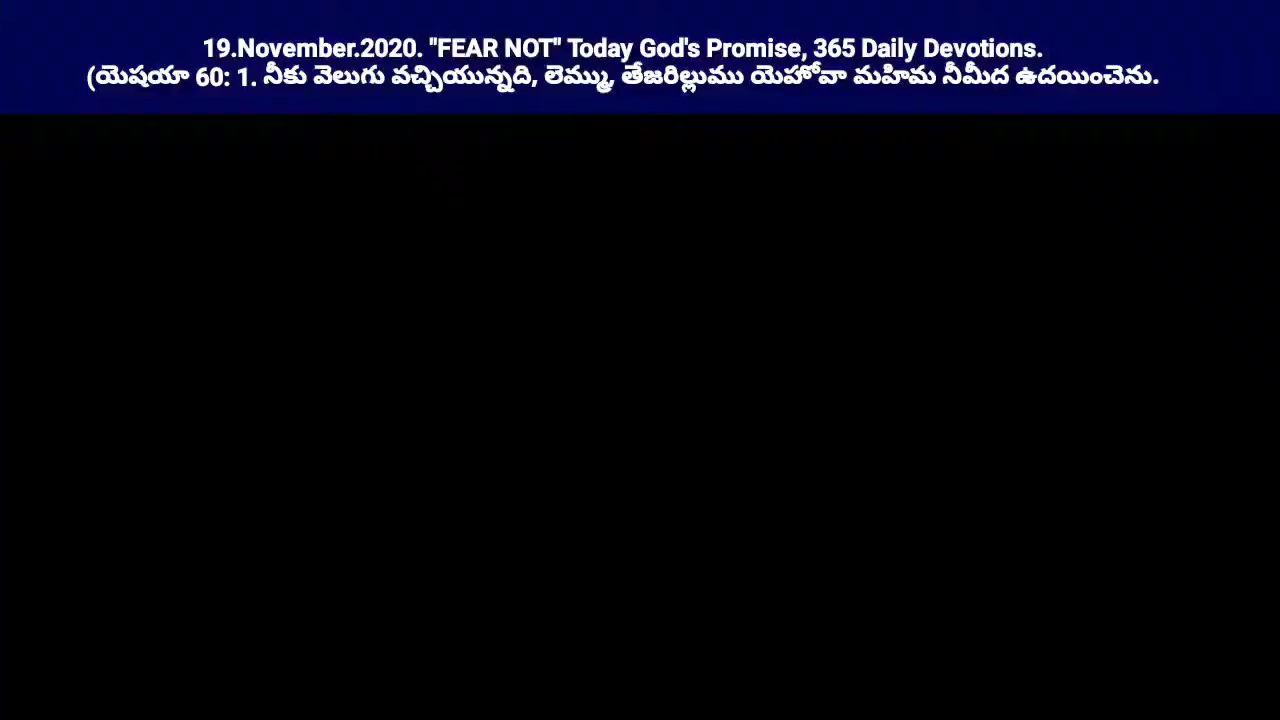 19.November.2020. "FEAR NOT" Today God's Promise, 365 Daily Devotions.
(యెషయా 60: 1. నీకు వెలుగు వచ్చియున్నది, లెమ్ము, తేజరిల్లుము యెహోవా మహిమ నీమీద ఉదయించెను.